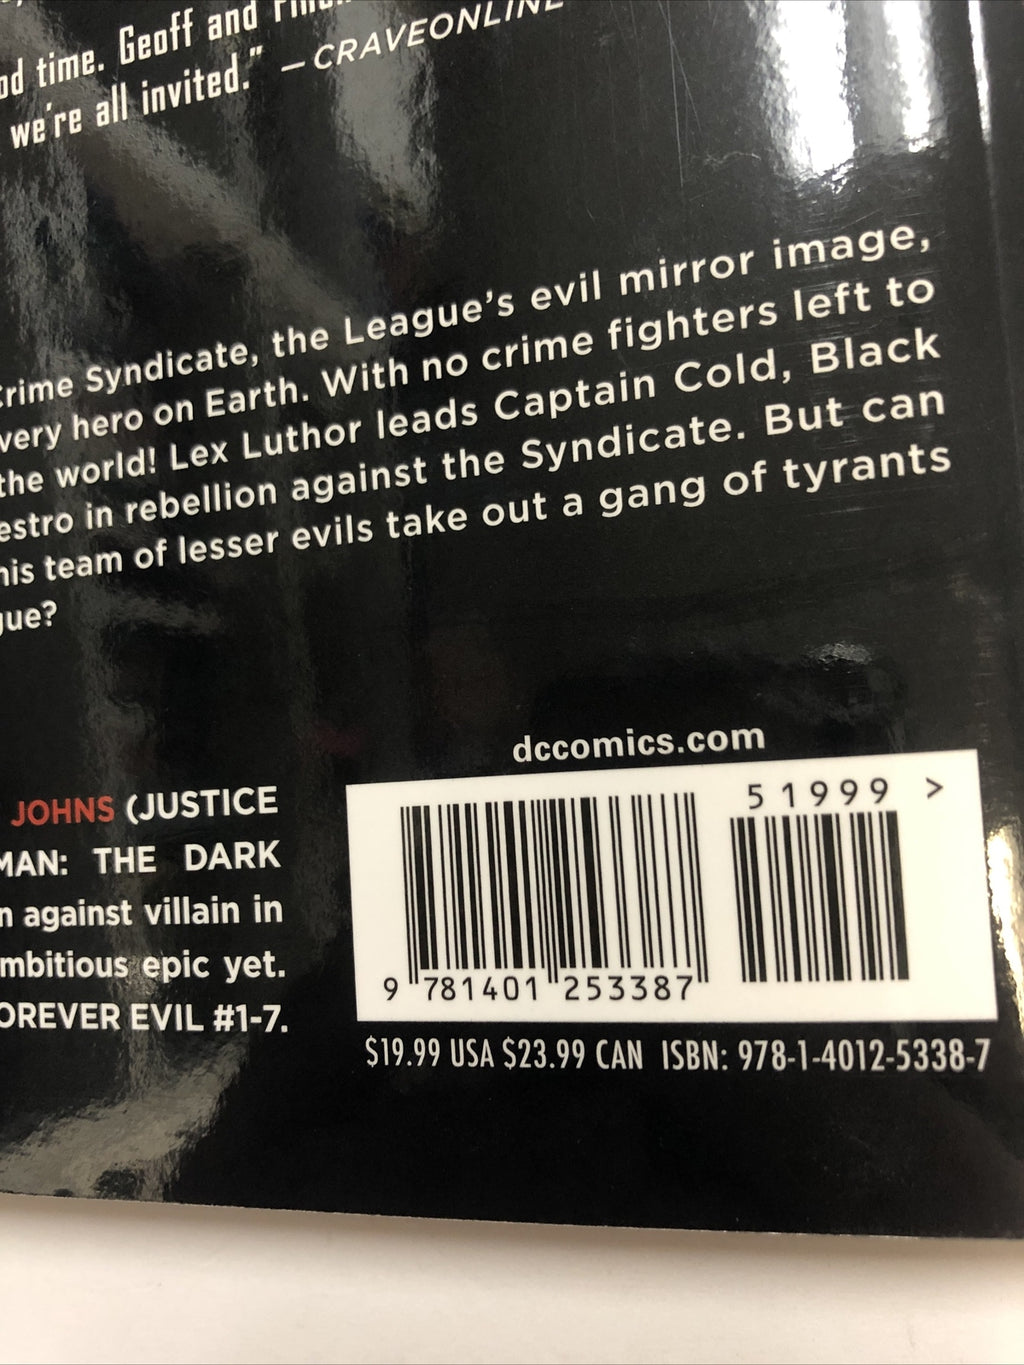 od time. Geoff and
we're all invited." —CRAVEONLINE
Crime Syndicate, the League's evil mirror image,
very hero on Earth. With no crime fighters left to
the world! Lex Luthor leads Captain Cold, Black
estro in rebellion against the Syndicate. But can
his team of lesser evils take out a gang of tyrants
gue?
dccomics.com
51999 >
9 781401 253387
$19.99 USA $23.99 CAN ISBN: 978-1-4012-5338-7
JOHNS (JUSTICE
MAN: THE DARK
n against villain in
mbitious epic yet.
OREVER EVIL #1-7.